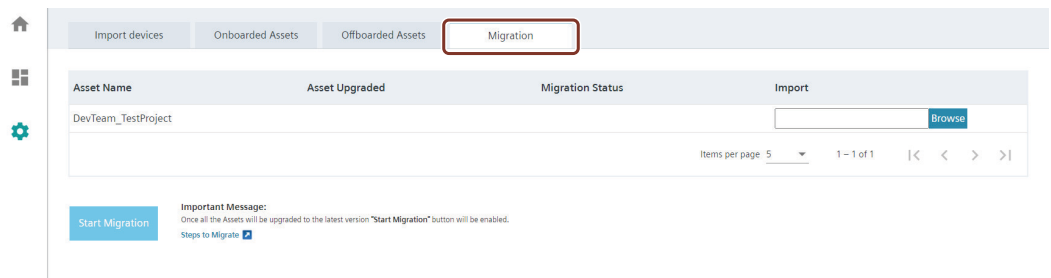 Import devices Onboarded Assets Offboarded Assets Migration
Asset Name Asset Upgraded Migration Status Import
DevTeam_TestProject Browse
Items per page 5 1 – 1 of 1
Start Migration
Important Message:
Once all the Assets will be upgraded to the latest version "Start Migration" button will be enabled.
Steps to Migrate